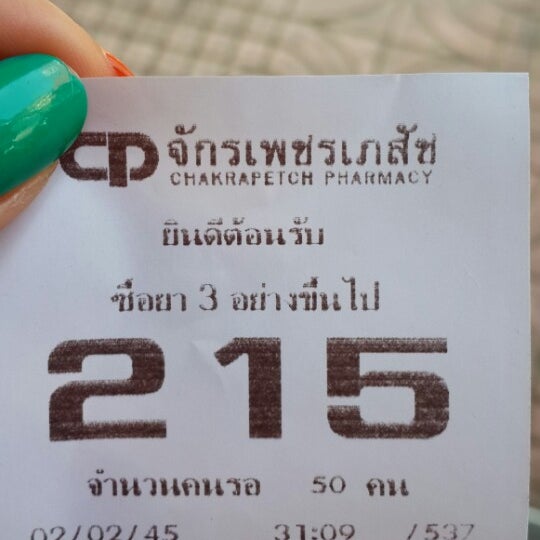 CP จักรเพชรเภสัช
CHAKRAPETCH PHARMACY
ยินดีต้อนรับ
ซื้อยา 3 อย่างขึ้นไป
215
จำนวนคนรอ 50 คน
02/02/45 31:09 /537